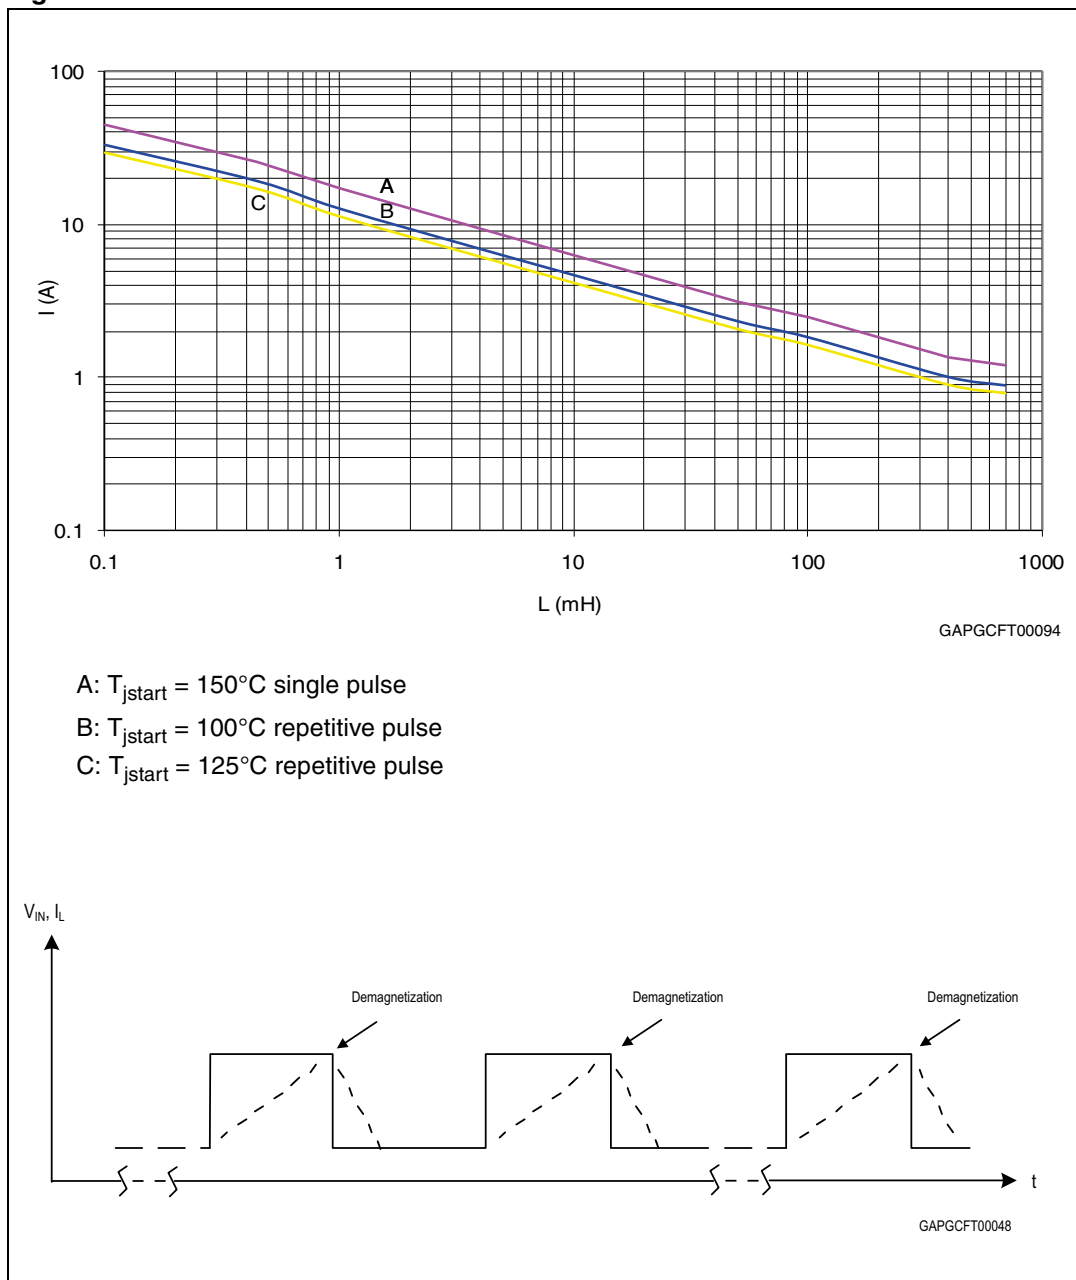 100
10
1
0.1
I (A)
A
B
C
0.1 1 10 100 1000
L (mH)
GAPGCFT00094
A: Tjstart = 150°C single pulse
B: Tjstart = 100°C repetitive pulse
C: Tjstart = 125°C repetitive pulse
VIN, IL
Demagnetization Demagnetization Demagnetization
t
GAPGCFT00048